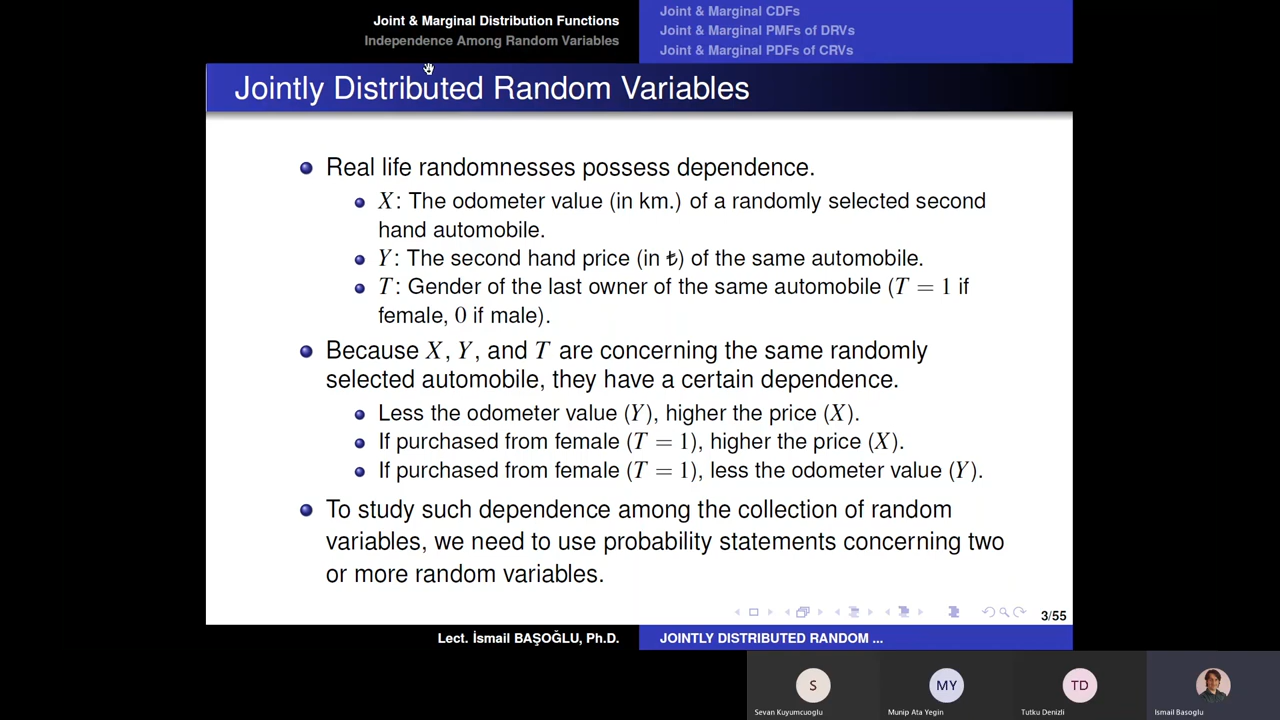 Joint & Marginal Distribution Functions
Independence Among Random Variables
Joint & Marginal CDFs
Joint & Marginal PMFs of DRVs
Joint & Marginal PDFs of CRVs
Jointly Distributed Random Variables
Real life randomnesses possess dependence.
X: The odometer value (in km.) of a randomly selected second
hand automobile.
Y: The second hand price (in ₺) of the same automobile.
T: Gender of the last owner of the same automobile (T = 1 if
female, 0 if male).
Because X, Y, and T are concerning the same randomly
selected automobile, they have a certain dependence.
Less the odometer value (Y), higher the price (X).
If purchased from female (T = 1), higher the price (X).
If purchased from female (T = 1), less the odometer value (Y).
To study such dependence among the collection of random
variables, we need to use probability statements concerning two
or more random variables.
3/55
Lect. İsmail BAŞOĞLU, Ph.D.
JOINTLY DISTRIBUTED RANDOM ...
S
MY
TD
Sevan Kuyumcuoglu
Munip Ata Yegin
Tutku Denizli
Ismail Basoglu